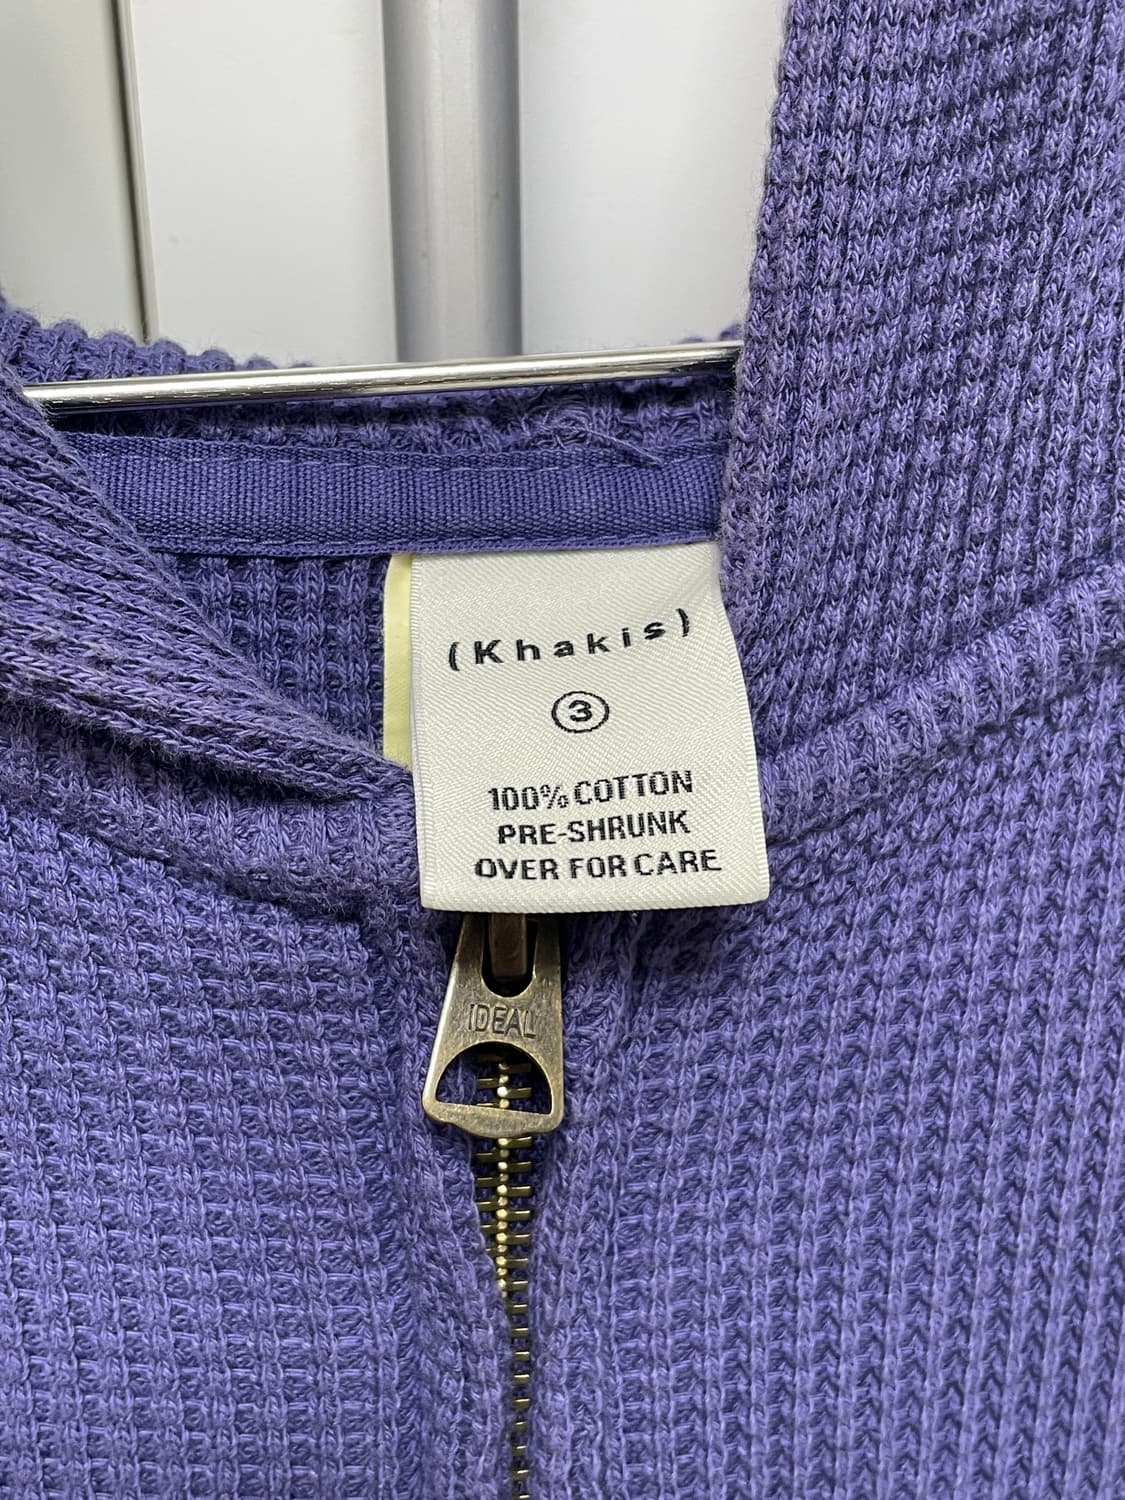 (Khakis)
3
100% COTTON
PRE-SHRUNK
OVER FOR CARE
IDEAL